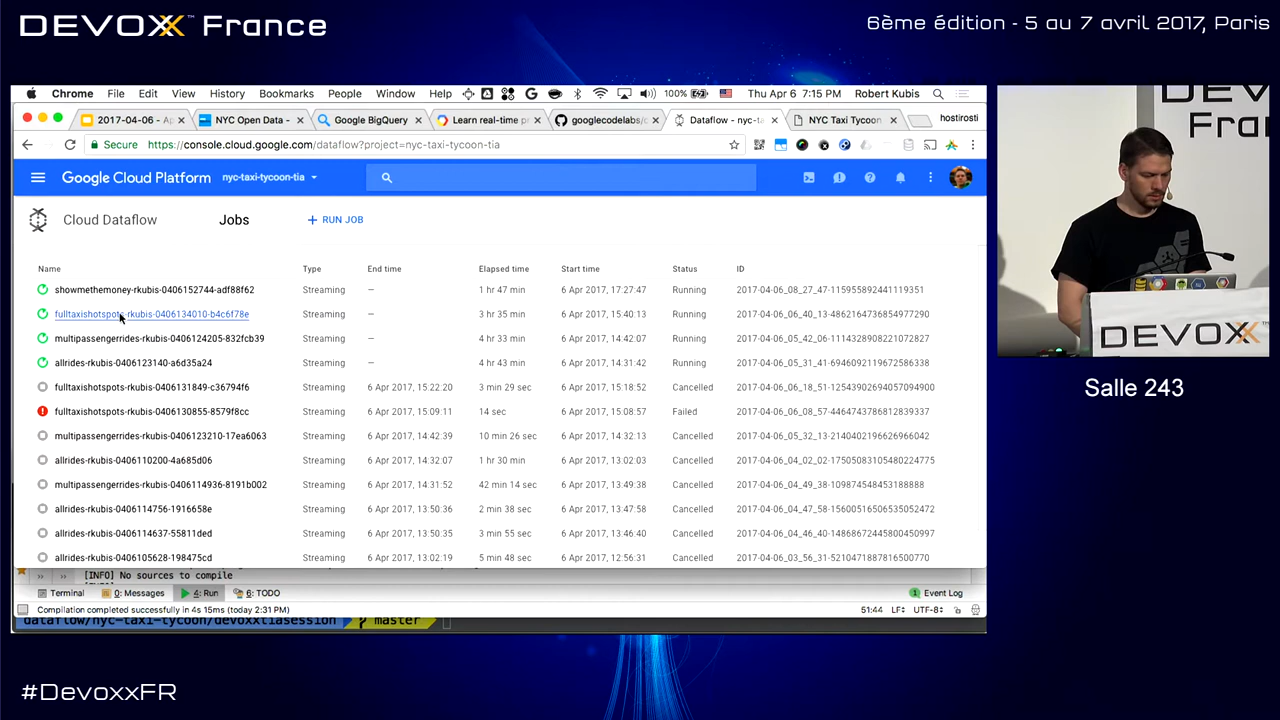 DEVOXX™ France
6ème édition - 5 au 7 avril 2017, Paris
Chrome File Edit View History Bookmarks People Window Help 100% Thu Apr 6 7:15 PM Robert Kubis
2017-04-06 - Ap NYC Open Data - Google BigQuery Learn real-time pr googlecodelabs/c Dataflow - nyc-ta NYC Taxi Tycoon hostirosti
Secure https://console.cloud.google.com/dataflow?project=nyc-taxi-tycoon-tia
Google Cloud Platform nyc-taxi-tycoon-tia
Cloud Dataflow Jobs + RUN JOB
Name Type End time Elapsed time Start time Status ID
showmethemoney-rkubis-0406152744-adf88f62 Streaming – 1 hr 47 min 6 Apr 2017, 17:27:47 Running 2017-04-06_08_27_47-115955892441119351
fulltaxishotspots-rkubis-0406134010-b4c6f78e Streaming – 3 hr 35 min 6 Apr 2017, 15:40:13 Running 2017-04-06_06_40_13-4862164736854977290
multipassengerrides-rkubis-0406124205-832fcb39 Streaming – 4 hr 33 min 6 Apr 2017, 14:42:07 Running 2017-04-06_05_42_06-11143289082210728​27
allrides-rkubis-0406123140-a6d35a24 Streaming – 4 hr 43 min 6 Apr 2017, 14:31:42 Running 2017-04-06_05_31_41-6946092119672586338
fulltaxishotspots-rkubis-0406131849-c36794f6 Streaming 6 Apr 2017, 15:22:20 3 min 29 sec 6 Apr 2017, 15:18:52 Cancelled 2017-04-06_06_18_51-12543902694057094900
fulltaxishotspots-rkubis-0406130855-8579f8cc Streaming 6 Apr 2017, 15:09:11 14 sec 6 Apr 2017, 15:08:57 Failed 2017-04-06_06_08_57-4464743786812839337
multipassengerrides-rkubis-0406123210-17ea6063 Streaming 6 Apr 2017, 14:42:39 10 min 26 sec 6 Apr 2017, 14:32:13 Cancelled 2017-04-06_05_32_13-2140402196626966042
allrides-rkubis-0406110200-4a685d06 Streaming 6 Apr 2017, 14:32:07 1 hr 30 min 6 Apr 2017, 13:02:03 Cancelled 2017-04-06_04_02_02-17505083105480224775
multipassengerrides-rkubis-0406114936-8191b002 Streaming 6 Apr 2017, 14:31:52 42 min 14 sec 6 Apr 2017, 13:49:38 Cancelled 2017-04-06_04_49_38-109874548453188888
allrides-rkubis-0406114756-1916658e Streaming 6 Apr 2017, 13:50:36 2 min 38 sec 6 Apr 2017, 13:47:58 Cancelled 2017-04-06_04_47_58-15600516506535052472
allrides-rkubis-0406114637-55811ded Streaming 6 Apr 2017, 13:50:35 3 min 55 sec 6 Apr 2017, 13:46:40 Cancelled 2017-04-06_04_46_40-14868672445800450997
allrides-rkubis-0406105628-198475cd Streaming 6 Apr 2017, 13:02:19 5 min 48 sec 6 Apr 2017, 12:56:31 Cancelled 2017-04-06_03_56_31-5210471887816500770
[INFO] No sources to compile
Terminal 0: Messages 4: Run 6: TODO Event Log
Compilation completed successfully in 4s 15ms (today 2:31 PM) 51:44 LF÷ UTF-8÷
dataflow/nyc-taxi-tycoon/devoxxtiasession master
DEVOXX
Salle 243
#DevoxxFR